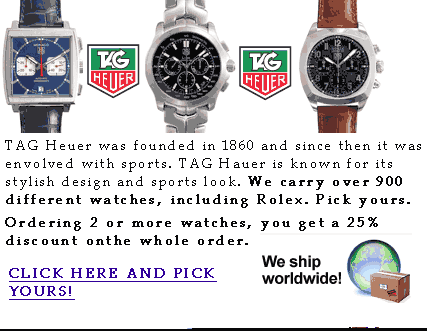 TAG
HEUER
TAG
HEUER
TAG Heuer was founded in 1860 and since then it was
envolved with sports. TAG Hauer is known for its
stylish design and sports look. We carry over 900
different watches, including Rolex. Pick yours.
Ordering 2 or more watches, you get a 25%
discount onthe whole order.
We ship
worldwide!
CLICK HERE AND PICK
YOURS!